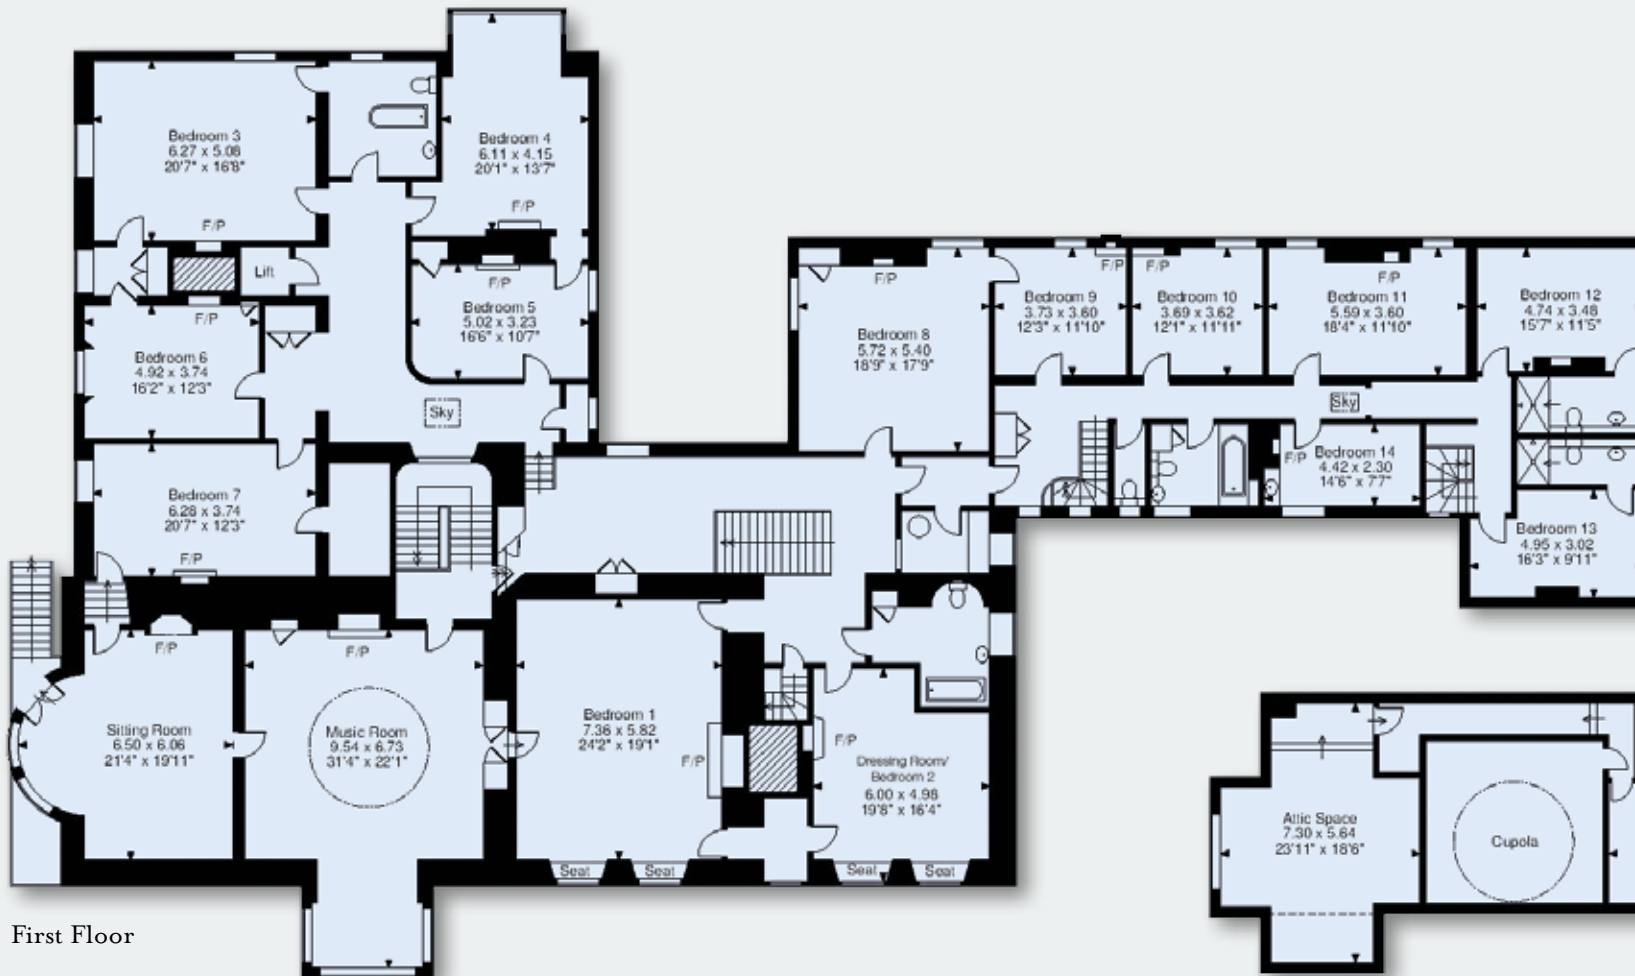 Bedroom 3
6.27 x 5.08
20'7" x 16'8"
F/P
Bedroom 4
6.11 x 4.15
20'1" x 13'7"
F/P
Lift
F/P
Bedroom 5
5.02 x 3.23
16'6" x 10'7"
F/P
Bedroom 6
4.92 x 3.74
16'2" x 12'3"
Sky
Bedroom 7
6.28 x 3.74
20'7" x 12'3"
F/P
F/P
Bedroom 8
5.72 x 5.40
18'9" x 17'9"
F/P
Bedroom 9
3.73 x 3.60
12'3" x 11'10"
F/P
Bedroom 10
3.69 x 3.62
12'1" x 11'11"
F/P
Bedroom 11
5.59 x 3.60
18'4" x 11'10"
Bedroom 12
4.74 x 3.48
15'7" x 11'5"
Sky
F/P
Bedroom 14
4.42 x 2.30
14'6" x 7'7"
Bedroom 13
4.95 x 3.02
16'3" x 9'11"
F/P
Sitting Room
6.50 x 6.06
21'4" x 19'11"
F/P
Music Room
9.54 x 6.73
31'4" x 22'1"
Bedroom 1
7.36 x 5.82
24'2" x 19'1"
F/P
F/P
Dressing Room/
Bedroom 2
6.00 x 4.98
19'8" x 16'4"
Seat
Seat
Seat
Seat
Attic Space
7.30 x 5.64
23'11" x 18'6"
Cupola
First Floor